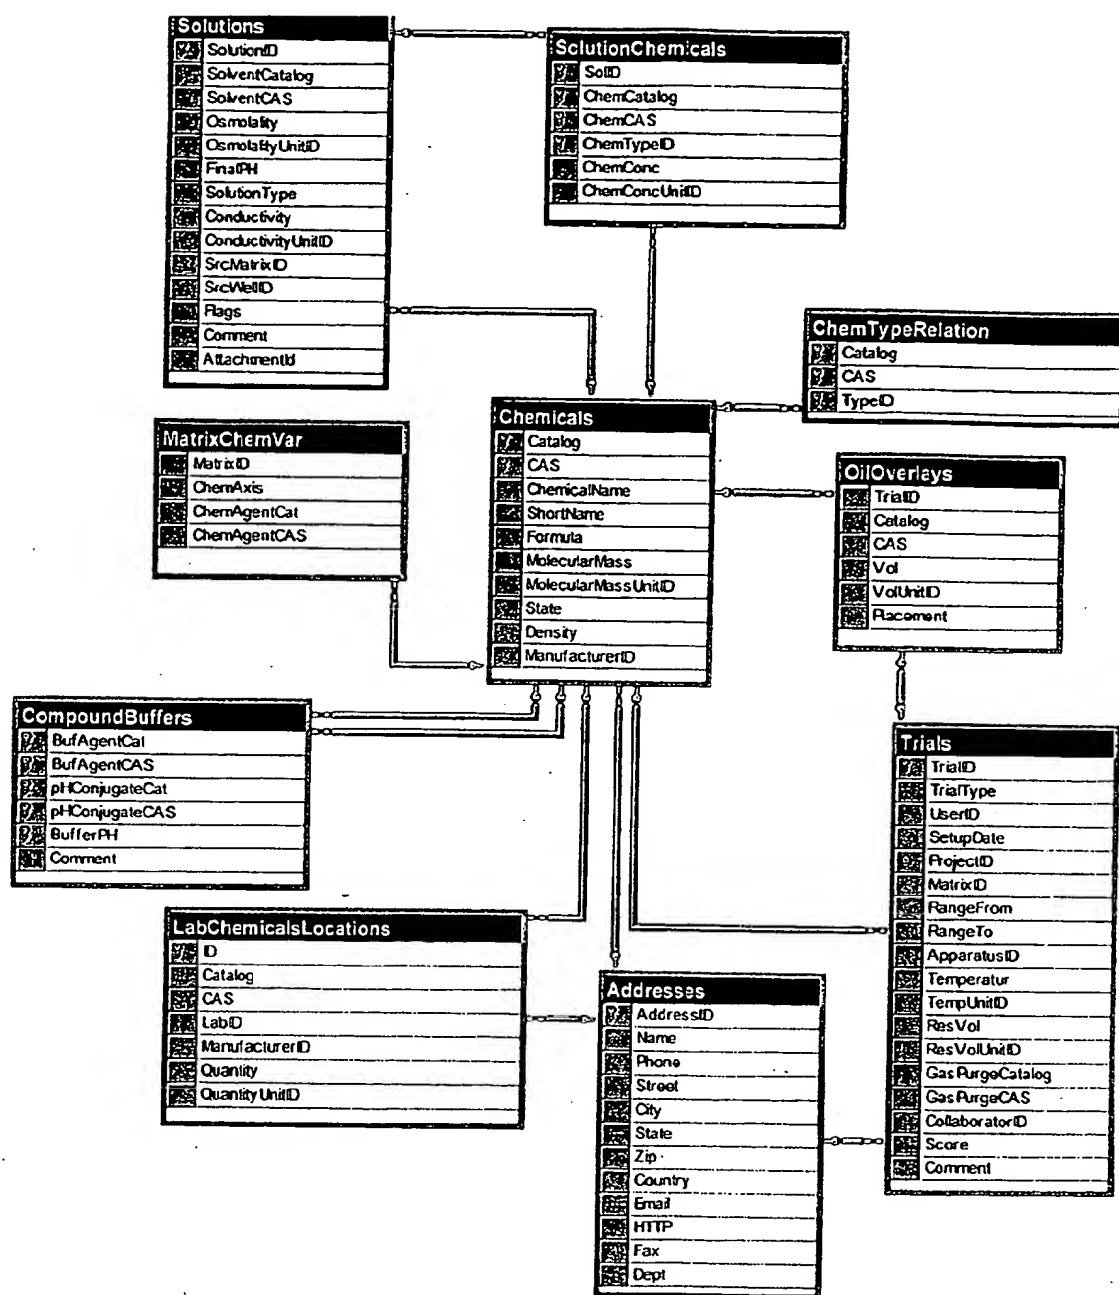 Solutions
SolutionID
SolventCatalog
SolventCAS
Osmolality
OsmolalityUnitID
FinalPH
SolutionType
Conductivity
ConductivityUnitID
SrcMatrixID
SrcWellID
Flags
Comment
AttachmentId
SolutionChemicals
SolID
ChemCatalog
ChemCAS
ChemTypeID
ChemConc
ChemConcUnitID
ChemTypeRelation
Catalog
CAS
TypeID
MatrixChemVar
MatrixID
ChemAxis
ChemAgentCat
ChemAgentCAS
Chemicals
Catalog
CAS
ChemicalName
ShortName
Formula
MolecularMass
MolecularMassUnitID
State
Density
ManufacturerID
OilOverlays
TrialID
Catalog
CAS
Vol
VolUnitID
Placement
CompoundBuffers
BufAgentCat
BufAgentCAS
pHConjugateCat
pHConjugateCAS
BufferPH
Comment
Trials
TrialID
TrialType
UserID
SetupDate
ProjectID
MatrixID
RangeFrom
RangeTo
ApparatusID
Temperatur
TempUnitID
ResVol
ResVolUnitID
GasPurgeCatalog
GasPurgeCAS
CollaboratorID
Score
Comment
LabChemicalsLocations
ID
Catalog
CAS
LabID
ManufacturerID
Quantity
QuantityUnitID
Addresses
AddressID
Name
Phone
Street
City
State
Zip
Country
Email
HTTP
Fax
Dept